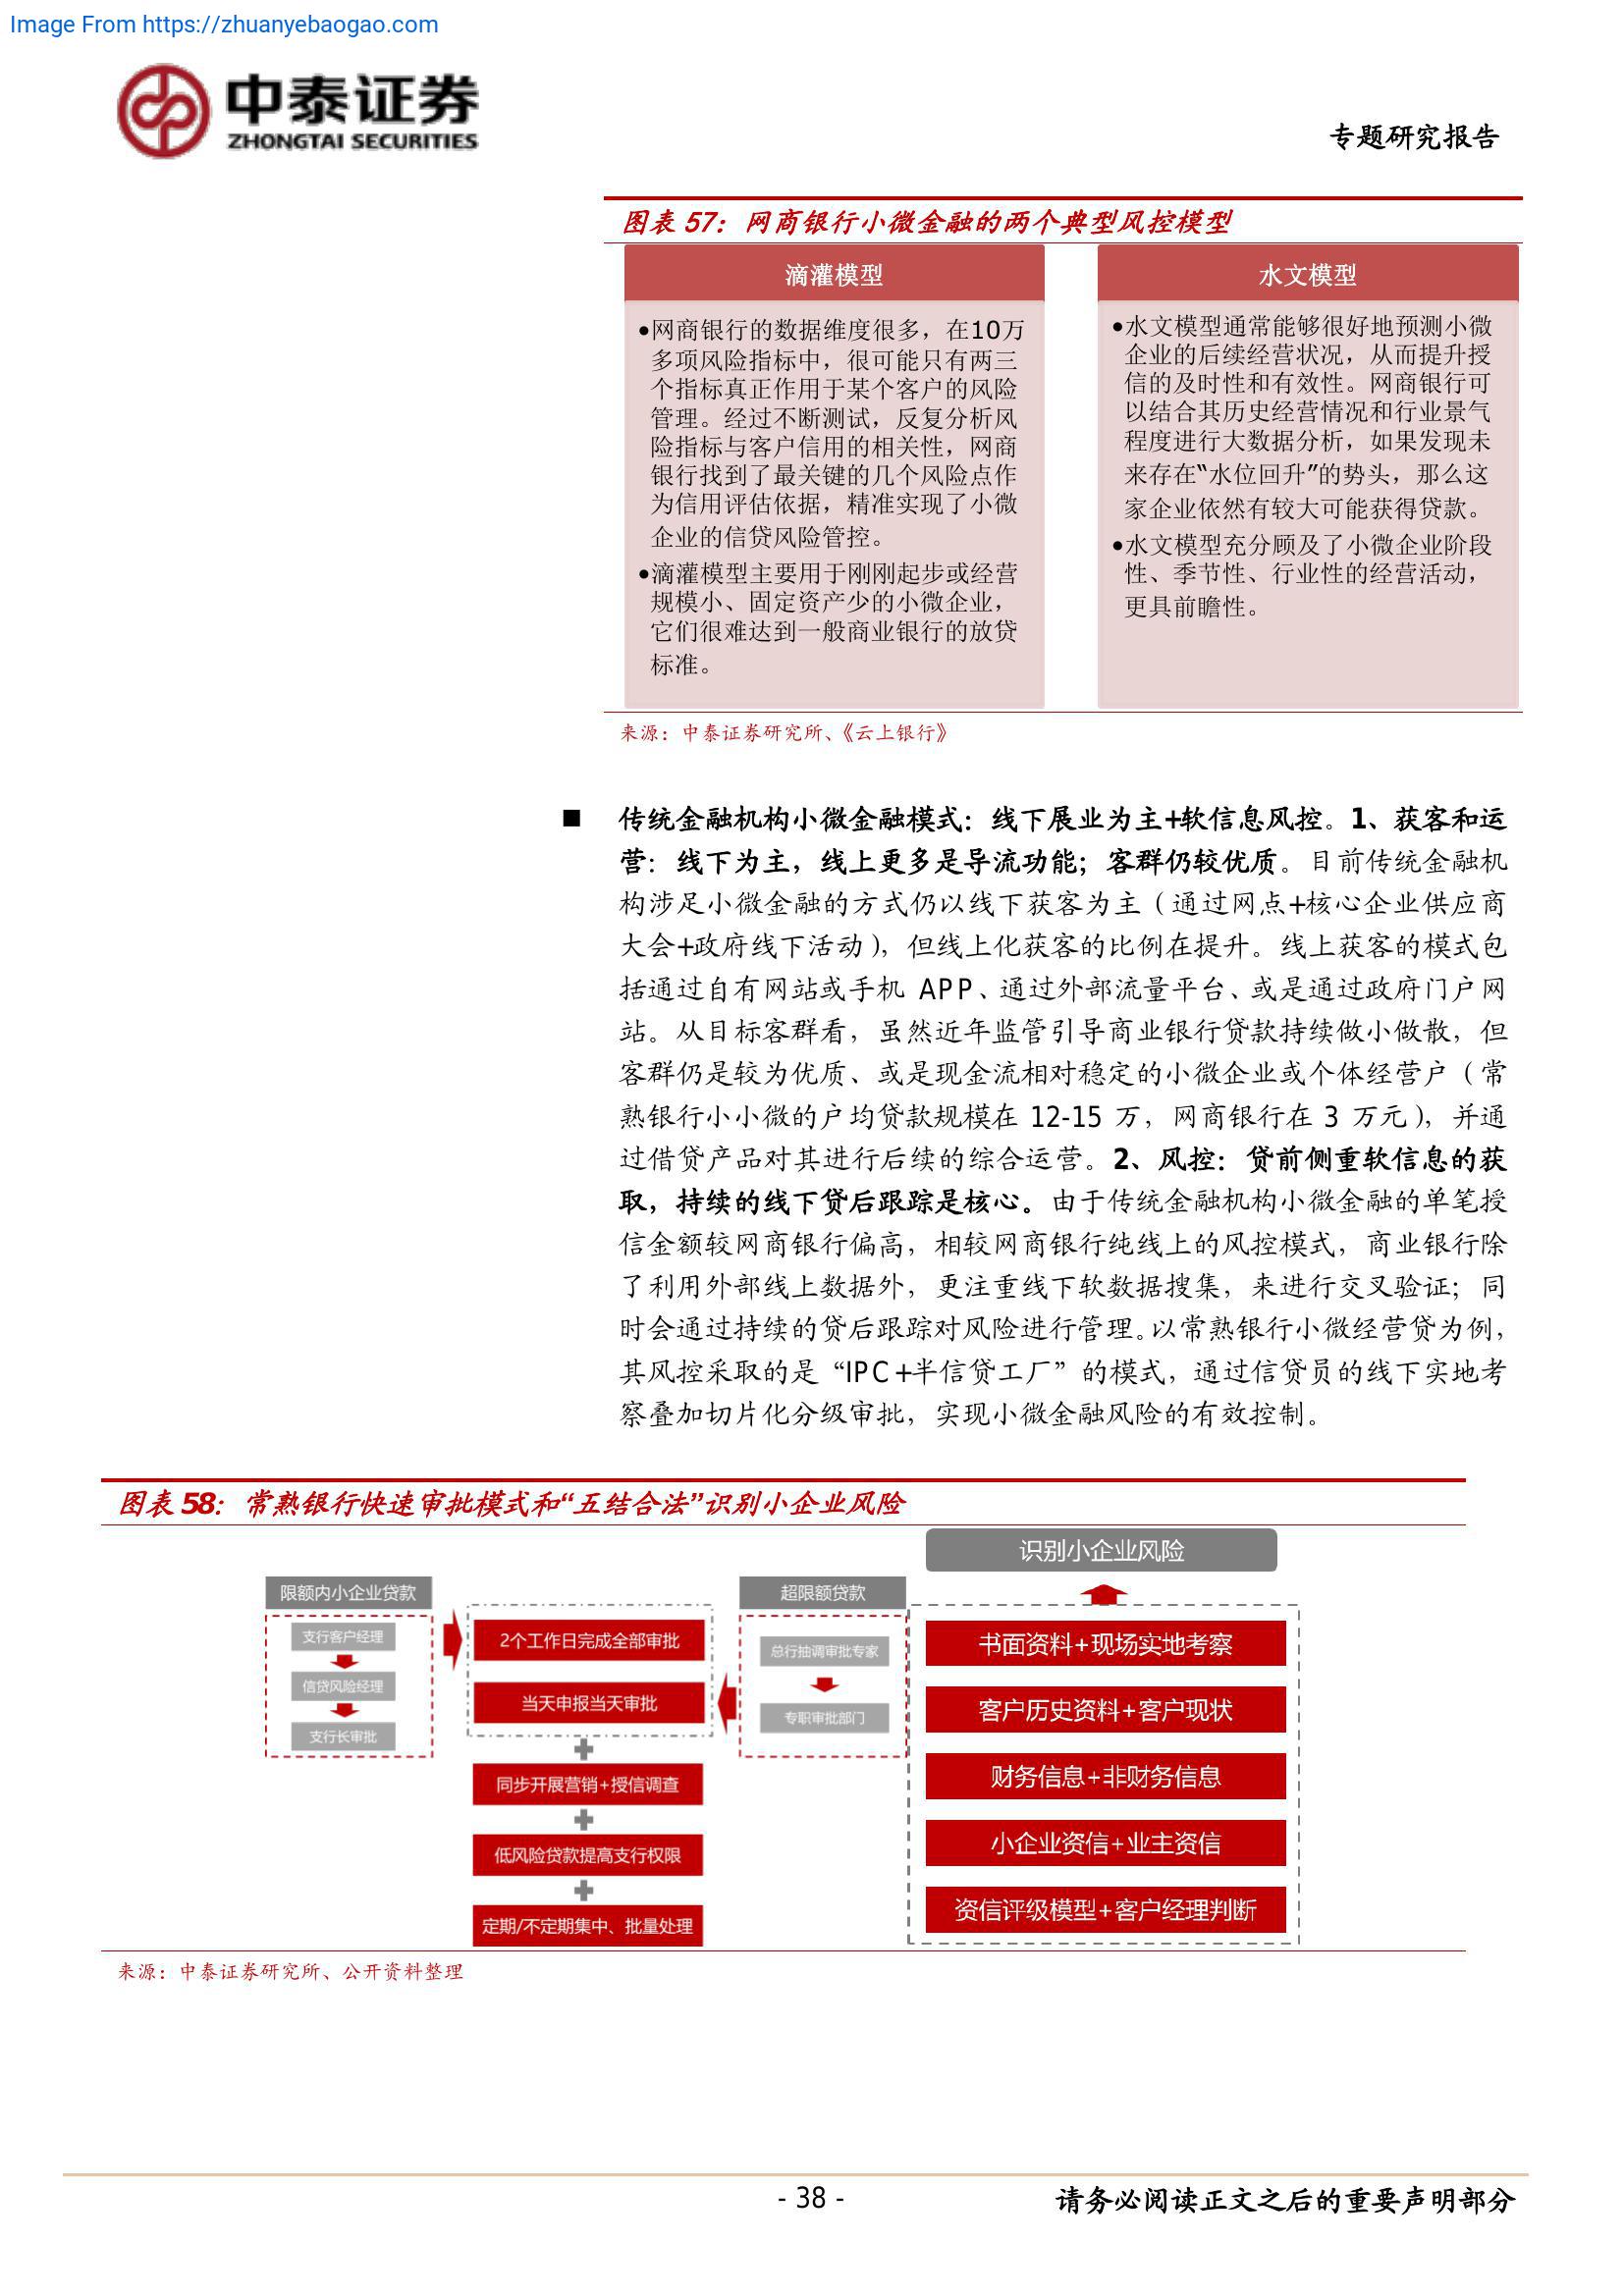 Image From https://zhuanyebaogao.com
中泰证券
ZHONGTAI SECURITIES
专题研究报告
图表 57：网商银行小微金融的两个典型风控模型
滴灌模型
•网商银行的数据维度很多，在10万
多项风险指标中，很可能只有两三
个指标真正作用于某个客户的风险
管理。经过不断测试，反复分析风
险指标与客户信用的相关性，网商
银行找到了最关键的几个风险点作
为信用评估依据，精准实现了小微
企业的信贷风险管控。
•滴灌模型主要用于刚刚起步或经营
规模小、固定资产少的小微企业，
它们很难达到一般商业银行的放贷
标准。
水文模型
•水文模型通常能够很好地预测小微
企业的后续经营状况，从而提升授
信的及时性和有效性。网商银行可
以结合其历史经营情况和行业景气
程度进行大数据分析，如果发现未
来存在“水位回升”的势头，那么这
家企业依然有较大可能获得贷款。
•水文模型充分顾及了小微企业阶段
性、季节性、行业性的经营活动，
更具前瞻性。
来源：中泰证券研究所、《云上银行》
■ 传统金融机构小微金融模式：线下展业为主+软信息风控。1、获客和运
营：线下为主，线上更多是导流功能；客群仍较优质。目前传统金融机
构涉足小微金融的方式仍以线下获客为主（通过网点+核心企业供应商
大会+政府线下活动），但线上化获客的比例在提升。线上获客的模式包
括通过自有网站或手机 APP、通过外部流量平台、或是通过政府门户网
站。从目标客群看，虽然近年监管引导商业银行贷款持续做小做散，但
客群仍是较为优质、或是现金流相对稳定的小微企业或个体经营户（常
熟银行小小微的户均贷款规模在 12-15 万，网商银行在 3 万元），并通
过借贷产品对其进行后续的综合运营。2、风控：贷前侧重软信息的获
取，持续的线下贷后跟踪是核心。由于传统金融机构小微金融的单笔授
信金额较网商银行偏高，相较网商银行纯线上的风控模式，商业银行除
了利用外部线上数据外，更注重线下软数据搜集，来进行交叉验证；同
时会通过持续的贷后跟踪对风险进行管理。以常熟银行小微经营贷为例，
其风控采取的是“IPC+半信贷工厂”的模式，通过信贷员的线下实地考
察叠加切片化分级审批，实现小微金融风险的有效控制。
图表 58：常熟银行快速审批模式和“五结合法”识别小企业风险
限额内小企业贷款
支行客户经理
信贷风险经理
支行长审批
2个工作日完成全部审批
当天申报当天审批
同步开展营销+授信调查
低风险贷款提高支行权限
定期/不定期集中、批量处理
超限额贷款
总行抽调审批专家
专职审批部门
识别小企业风险
书面资料+现场实地考察
客户历史资料+客户现状
财务信息+非财务信息
小企业资信+业主资信
资信评级模型+客户经理判断
来源：中泰证券研究所、公开资料整理
- 38 -
请务必阅读正文之后的重要声明部分